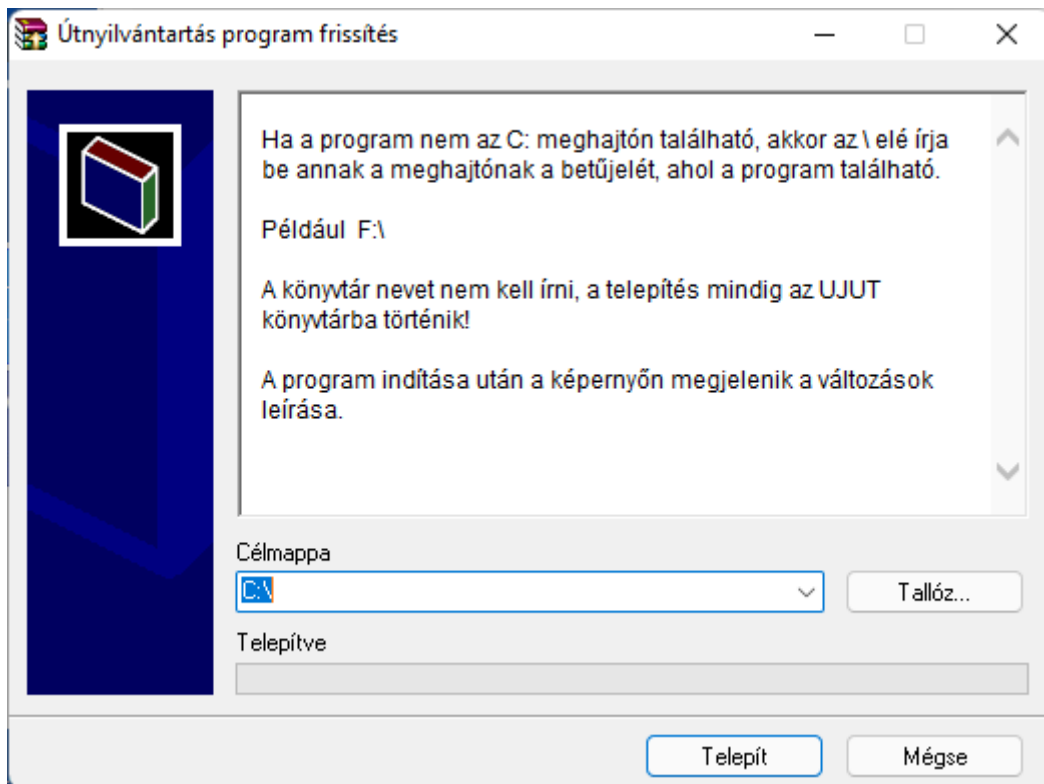 Útnyilvántartás program frissítés
Ha a program nem az C: meghajtón található, akkor az \ elé írja
be annak a meghajtónak a betűjelét, ahol a program található.
Például F:\
A könyvtár nevet nem kell írni, a telepítés mindig az UJUT
könyvtárba történik!
A program indítása után a képernyőn megjelenik a változások
leírása.
Célmappa
C:\
Tallóz...
Telepítve
Telepít
Mégse